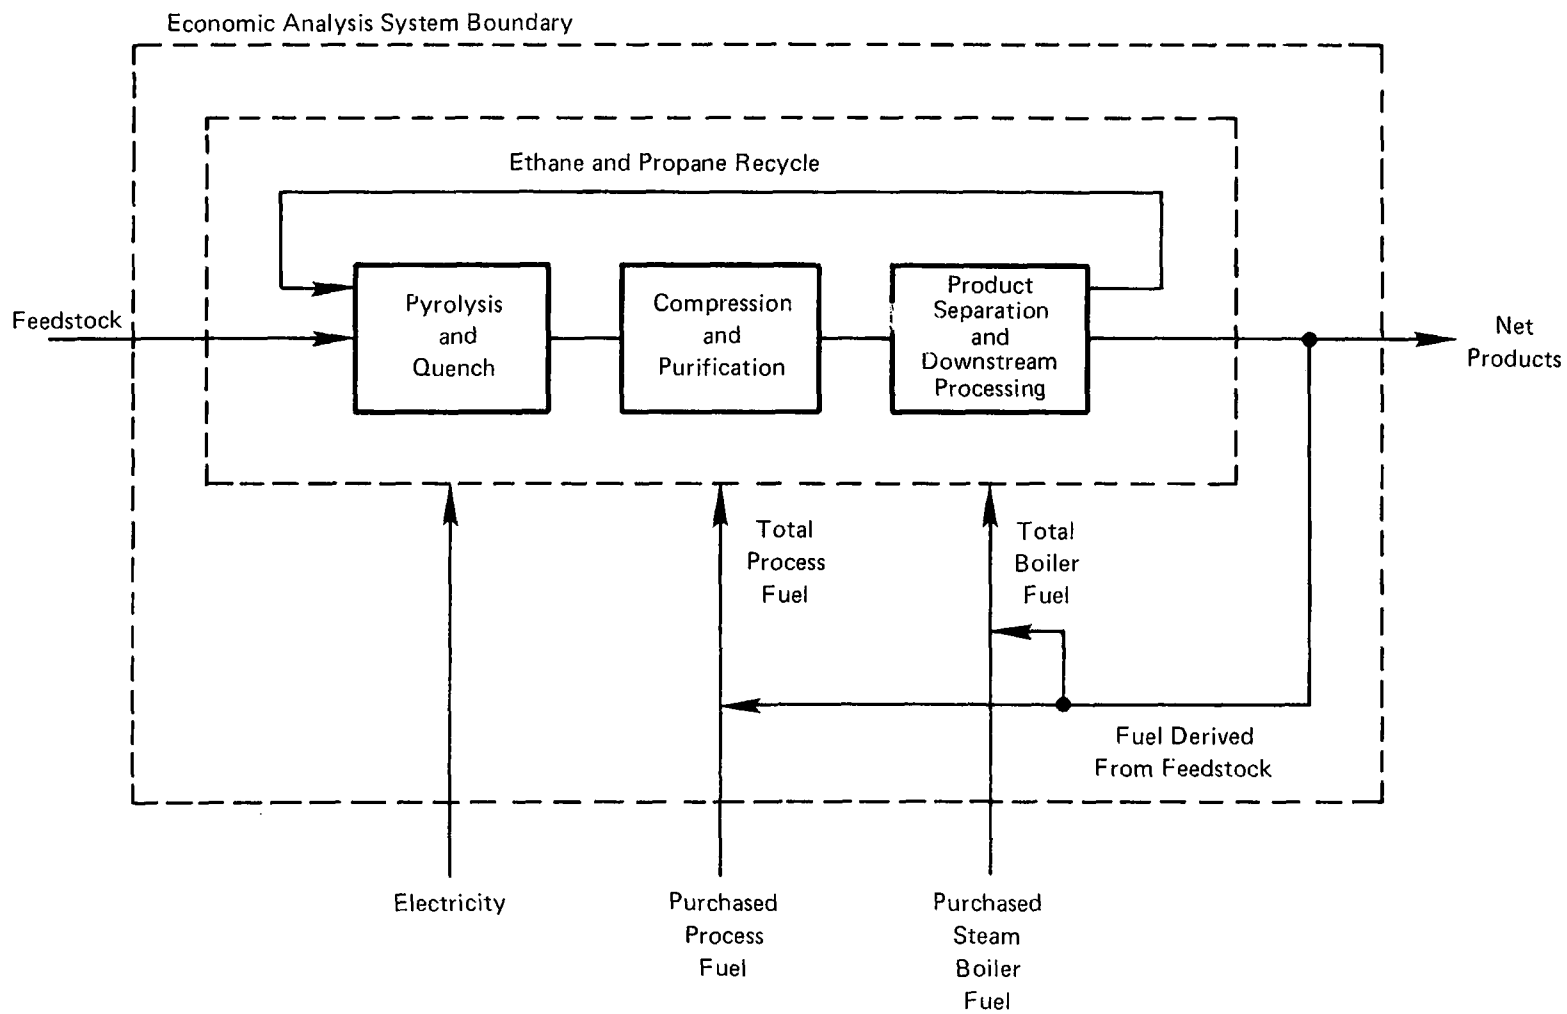 Economic Analysis System Boundary
Ethane and Propane Recycle
Feedstock
Pyrolysis
and
Quench
Compression
and
Purification
Product
Separation
and
Downstream
Processing
Net
Products
Total
Process
Fuel
Total
Boiler
Fuel
Fuel Derived
From Feedstock
Electricity
Purchased
Process
Fuel
Purchased
Steam
Boiler
Fuel